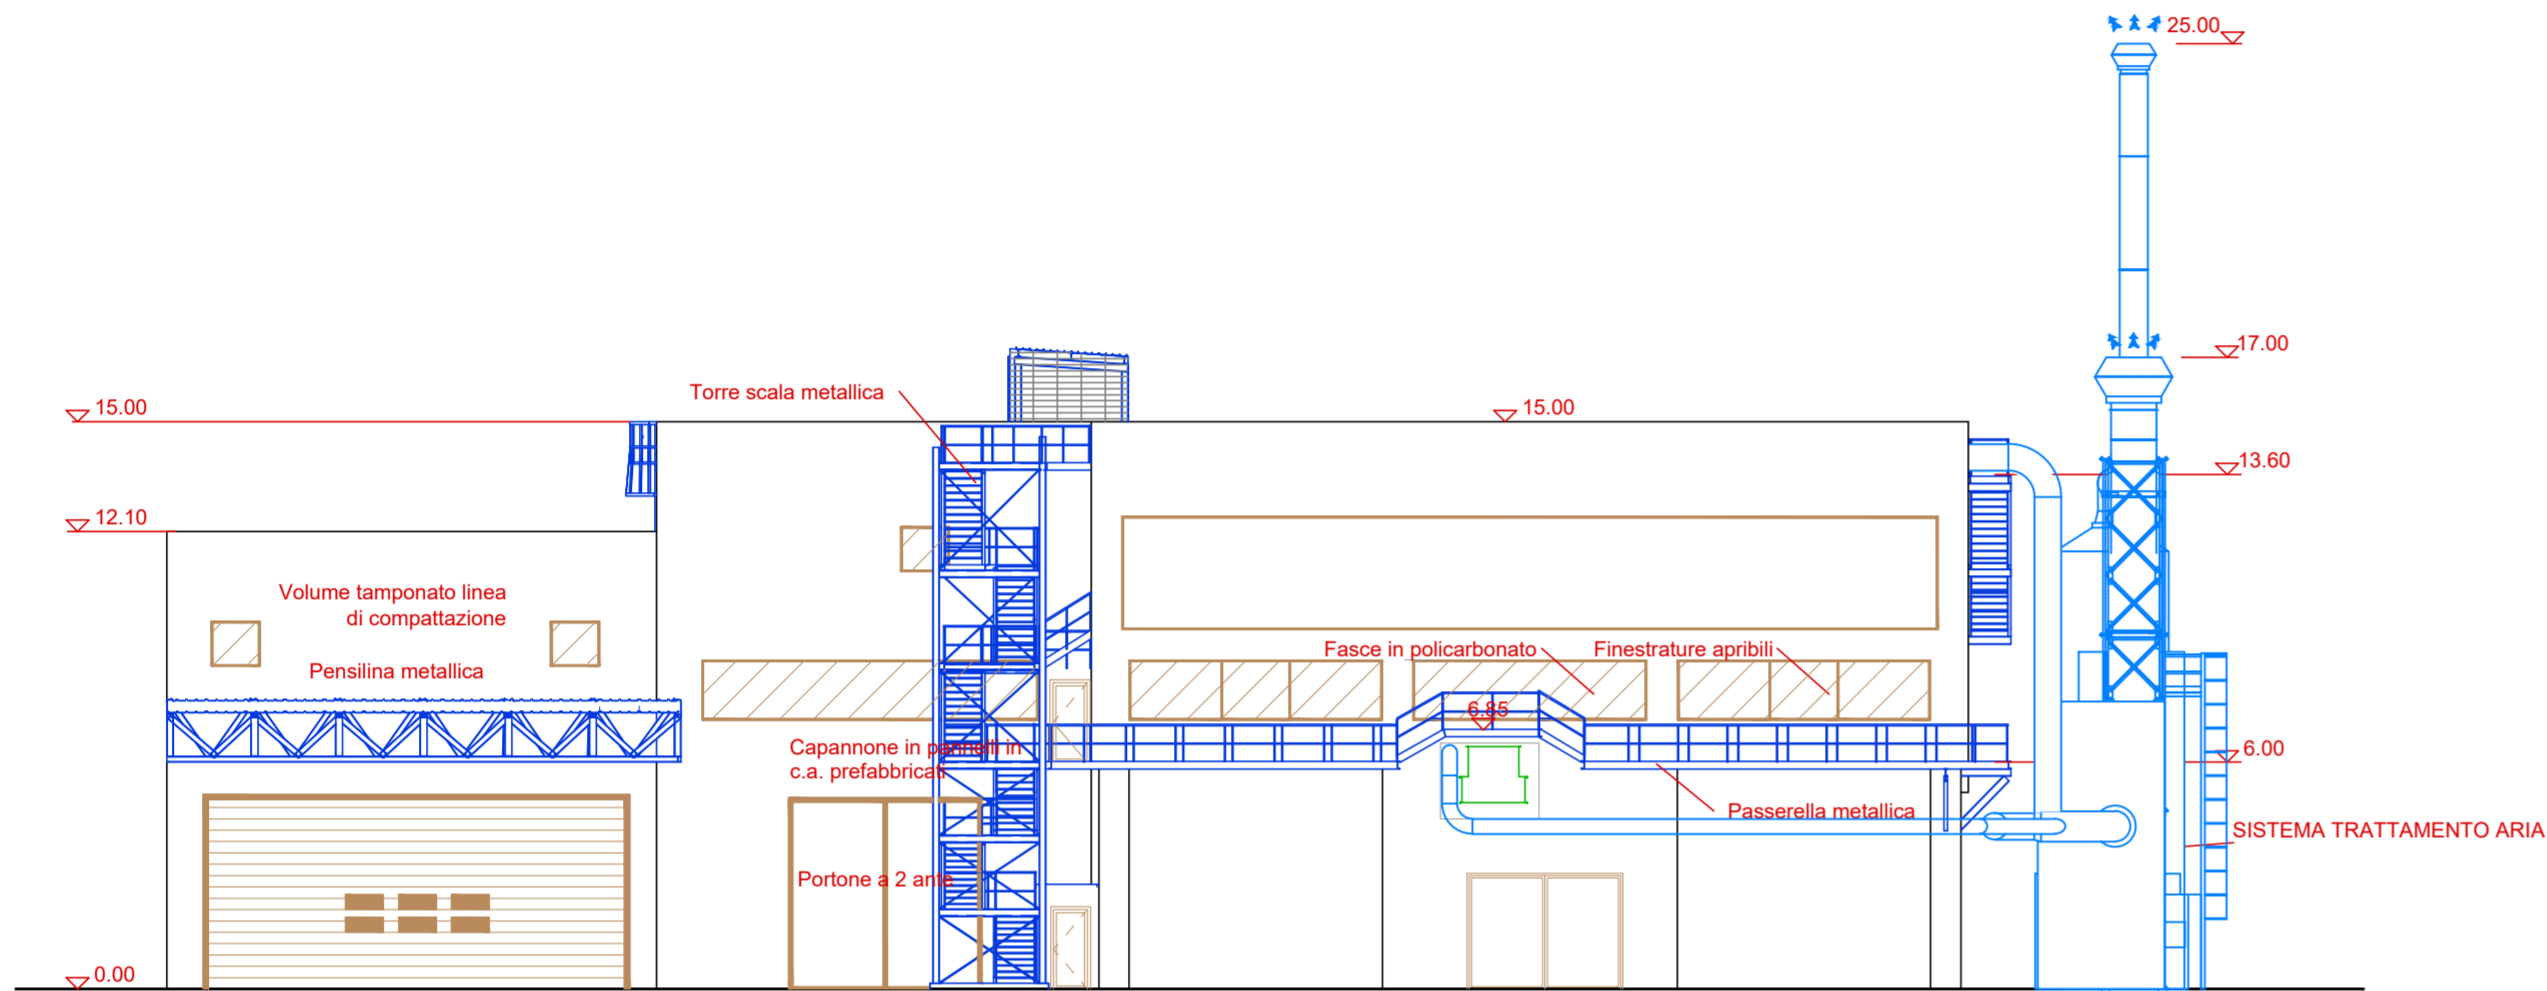 25.00
17.00
Torre scala metallica
15.00
15.00
13.60
12.10
Volume tamponato linea
di compattazione
Fasce in policarbonato
Finestrature apribili
Pensilina metallica
6.85
Capannone in pannelli in
c.a. prefabbricati
6.00
Passerella metallica
SISTEMA TRATTAMENTO ARIA
Portone a 2 ante
0.00